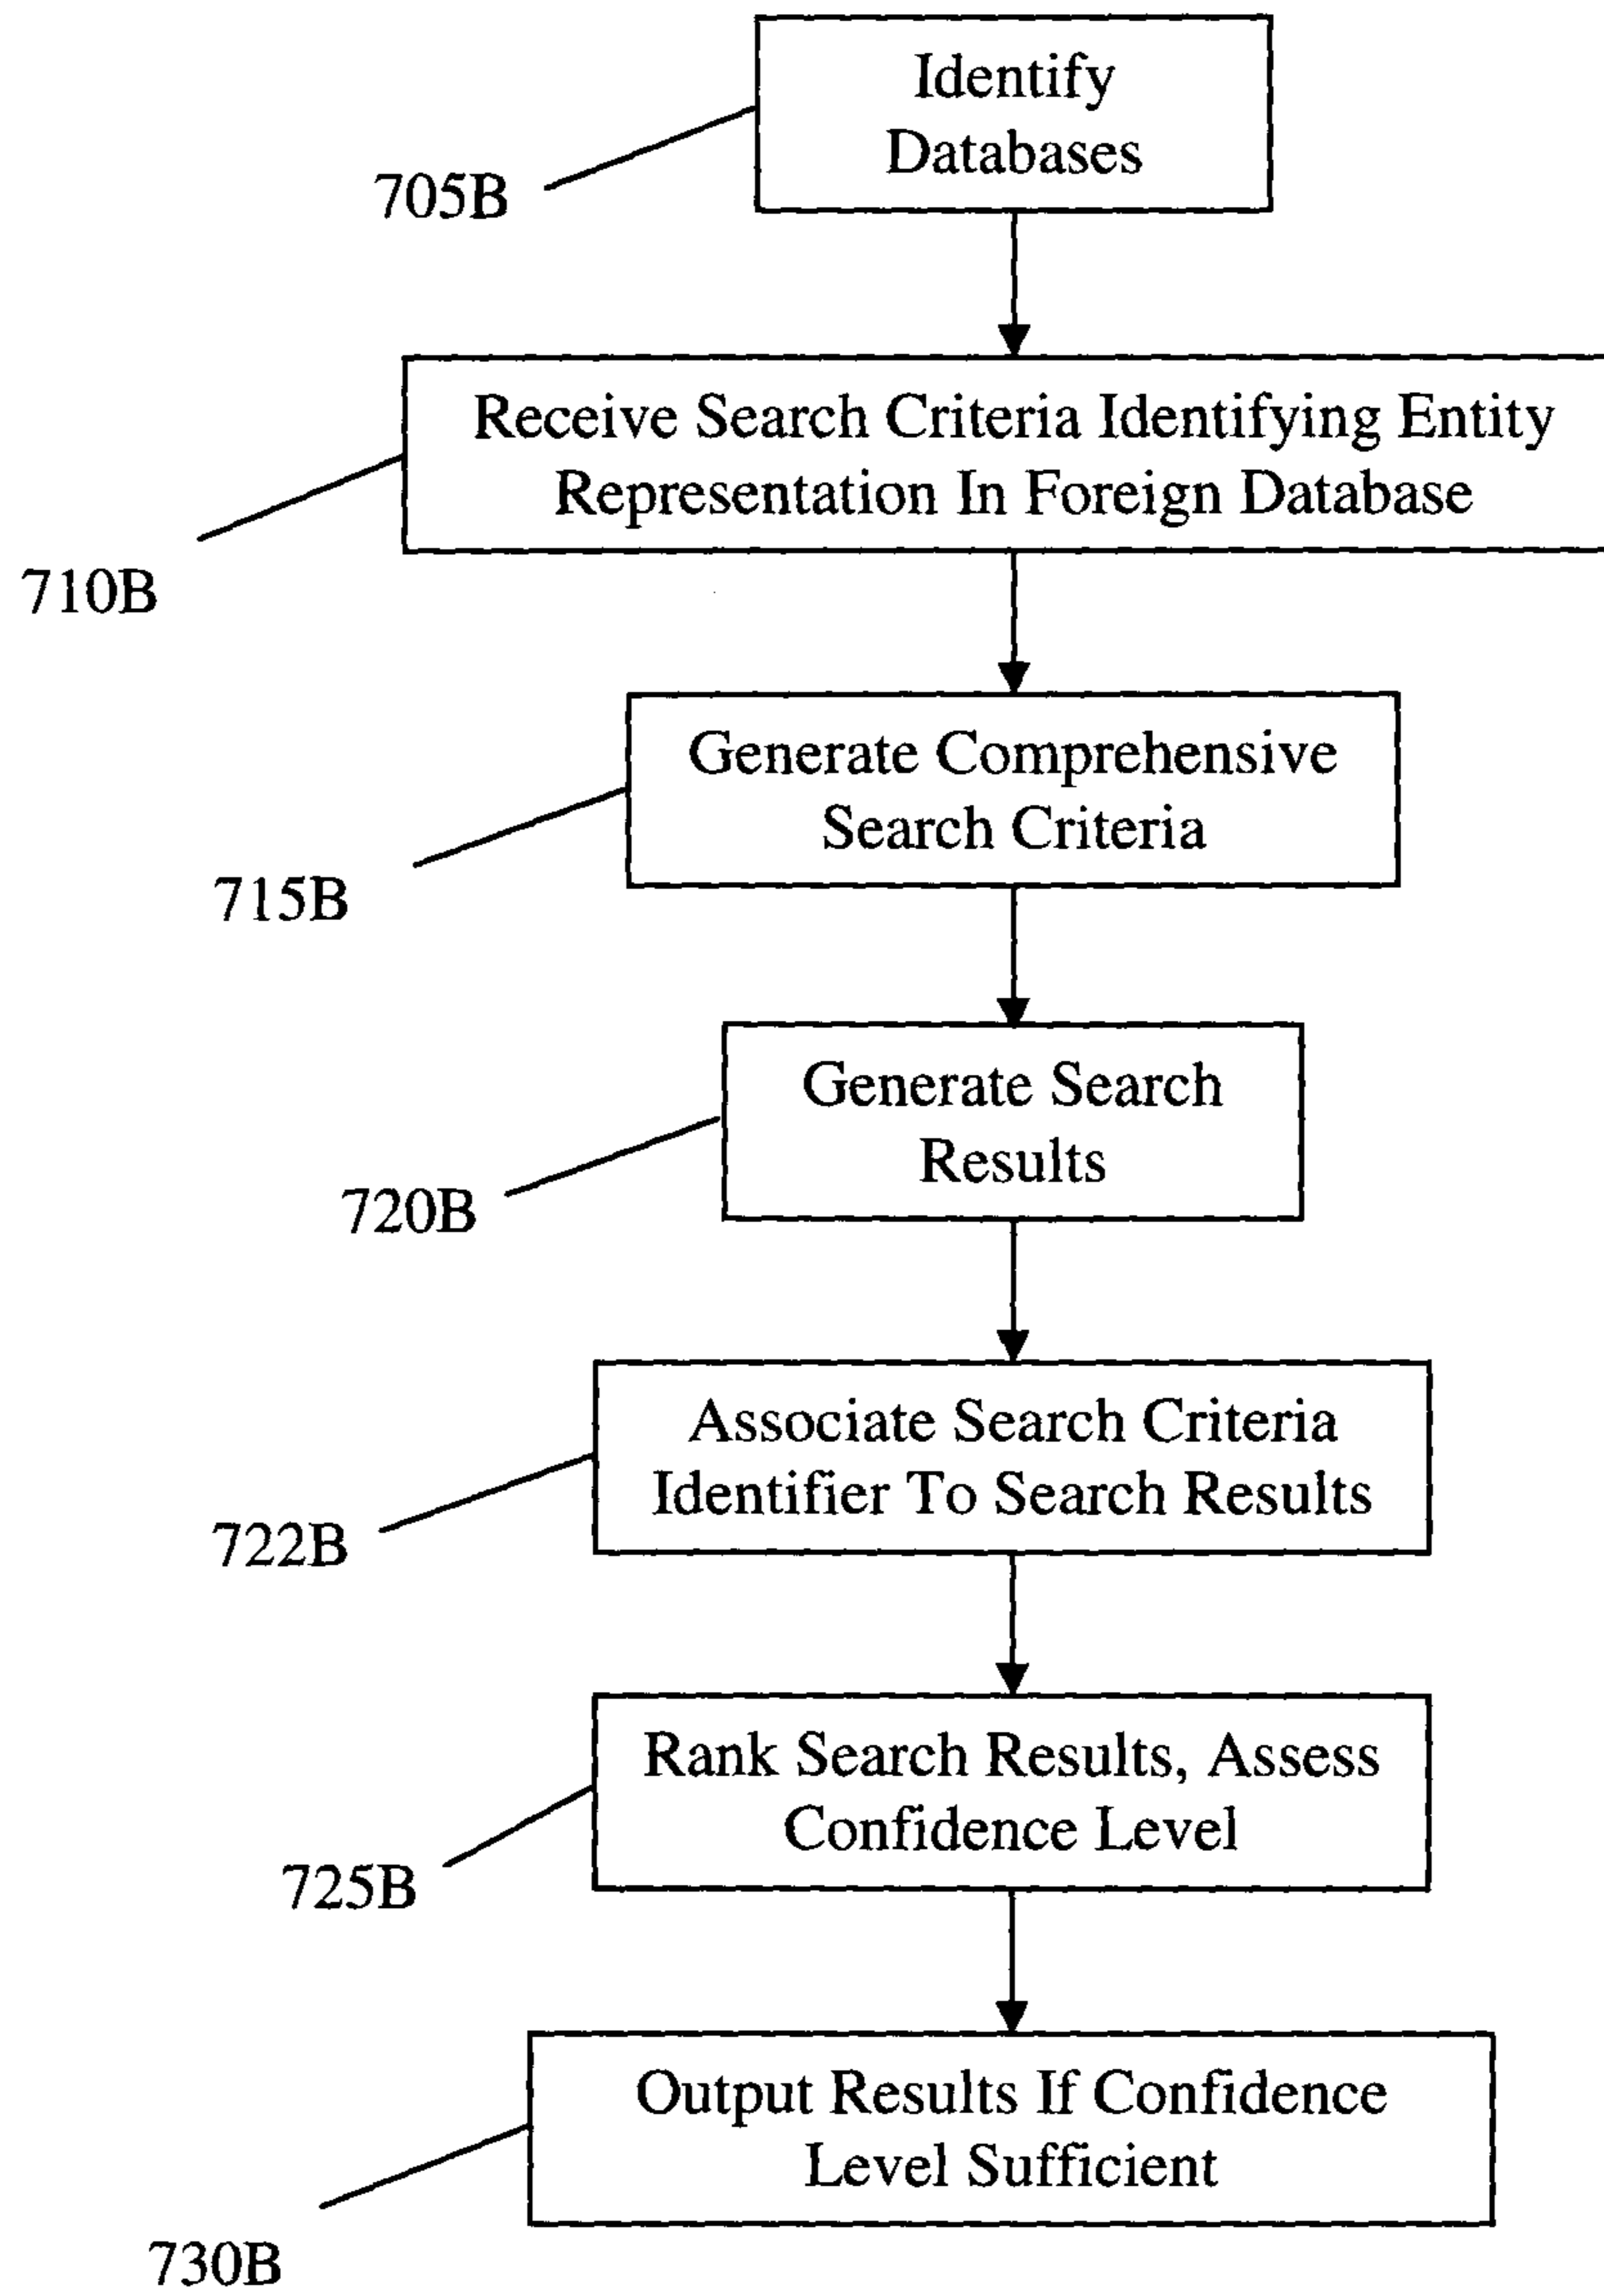 Identify
Databases
705B
Receive Search Criteria Identifying Entity
Representation In Foreign Database
710B
Generate Comprehensive
Search Criteria
715B
Generate Search
Results
720B
Associate Search Criteria
Identifier To Search Results
722B
Rank Search Results, Assess
Confidence Level
725B
Output Results If Confidence
Level Sufficient
730B